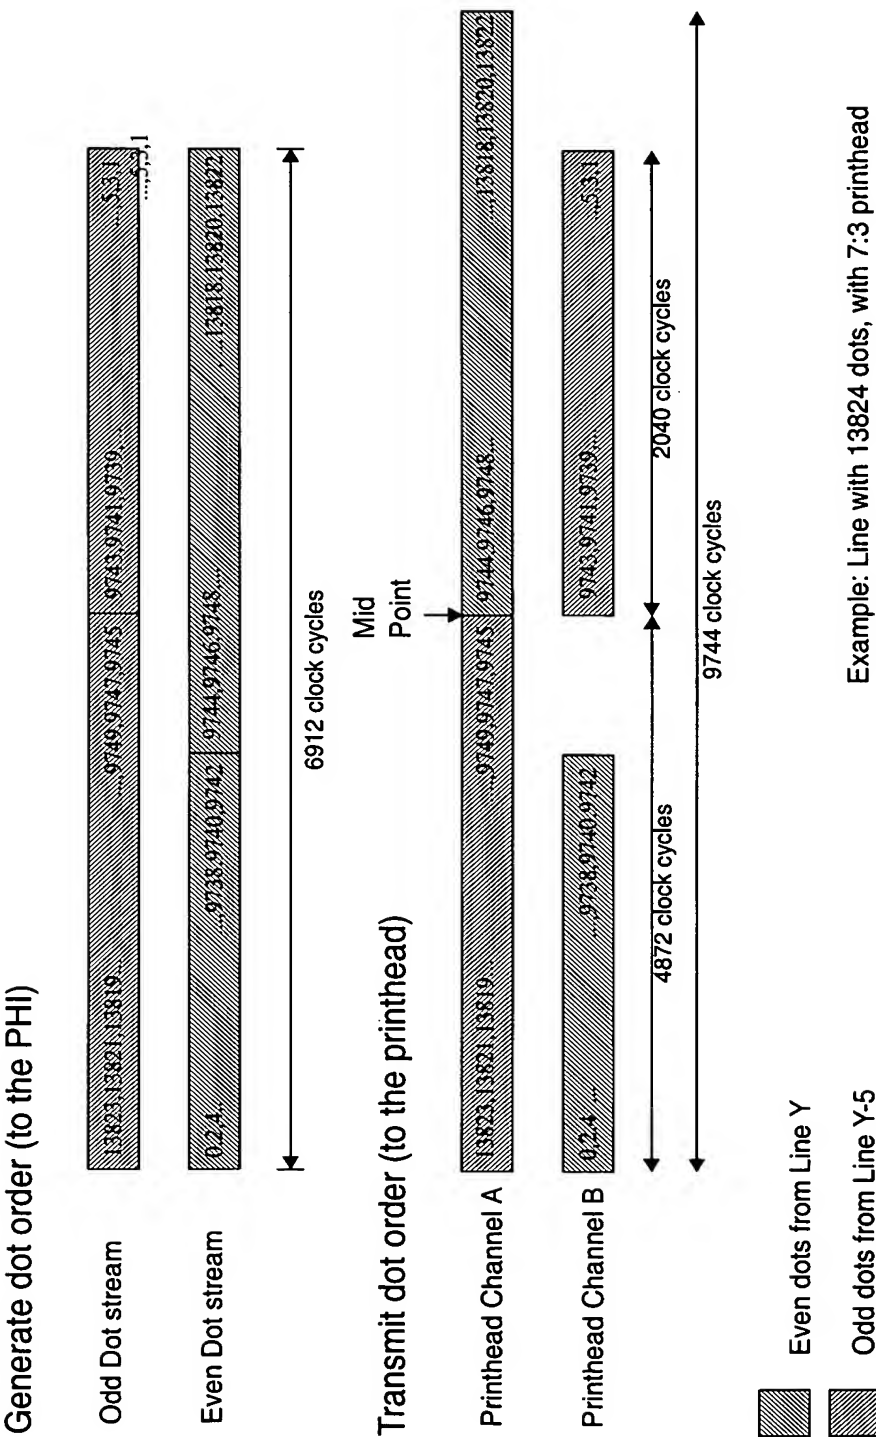 Generate dot order (to the PHI)
Odd Dot stream
13823,13821,13819...
...,9749,9747,9745
9743,9741,9739,...
...,5,3,1
...,5,3,1
Even Dot stream
0,2,4,...
...,9738,9740,9742
9744,9746,9748,...
...,13818,13820,13822
6912 clock cycles
Transmit dot order (to the printhead)
Mid
Point
Printhead Channel A
13823,13821,13819...
...,9749,9747,9745
9744,9746,9748...
...,13818,13820,13822
Printhead Channel B
0,2,4 ...
...,9738,9740,9742
9743,9741,9739,...
...5,3,1
4872 clock cycles
2040 clock cycles
9744 clock cycles
Even dots from Line Y
Odd dots from Line Y-5
Example: Line with 13824 dots, with 7:3 printhead